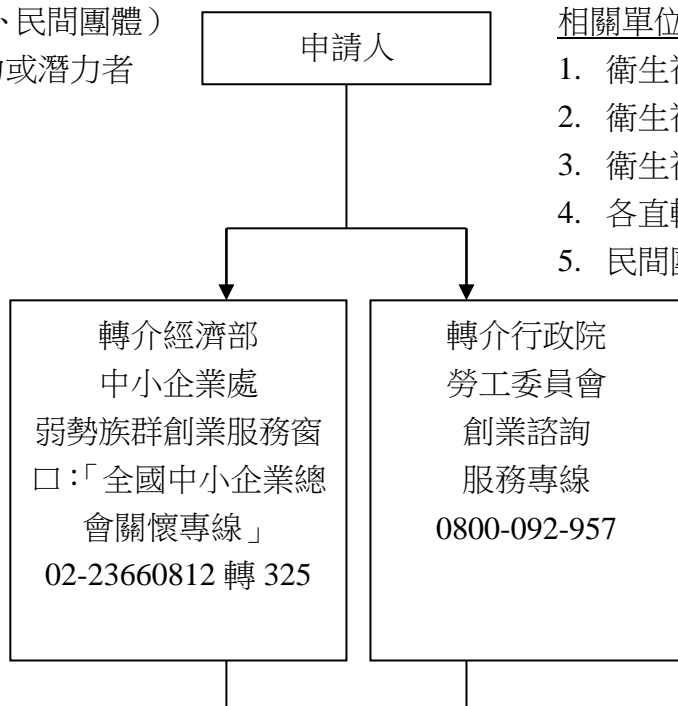 、民間團體）
或潛力者
申請人
相關單位
1. 衛生
2. 衛生
3. 衛生
4. 各直
5. 民間
轉介經濟部
中小企業處
弱勢族群創業服務窗
口：「全國中小企業總
會關懷專線」
02-23660812 轉 325
轉介行政院
勞工委員會
創業諮詢
服務專線
0800-092-957